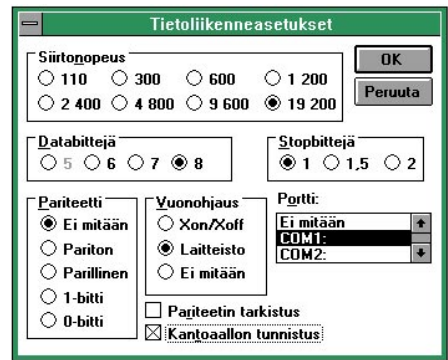 Tietoliikenneasetukset
Siirtonopeus
110 300 600 1 200
2 400 4 800 9 600 19 200
OK
Peruuta
Databittejä
5 6 7 8
Stopbittejä
1 1,5 2
Pariteetti
Ei mitään
Pariton
Parillinen
1-bitti
0-bitti
Vuonohjaus
Xon/Xoff
Laitteisto
Ei mitään
Portti:
Ei mitään
COM1:
COM2:
Pariteetin tarkistus
Kantoaallon tunnistus